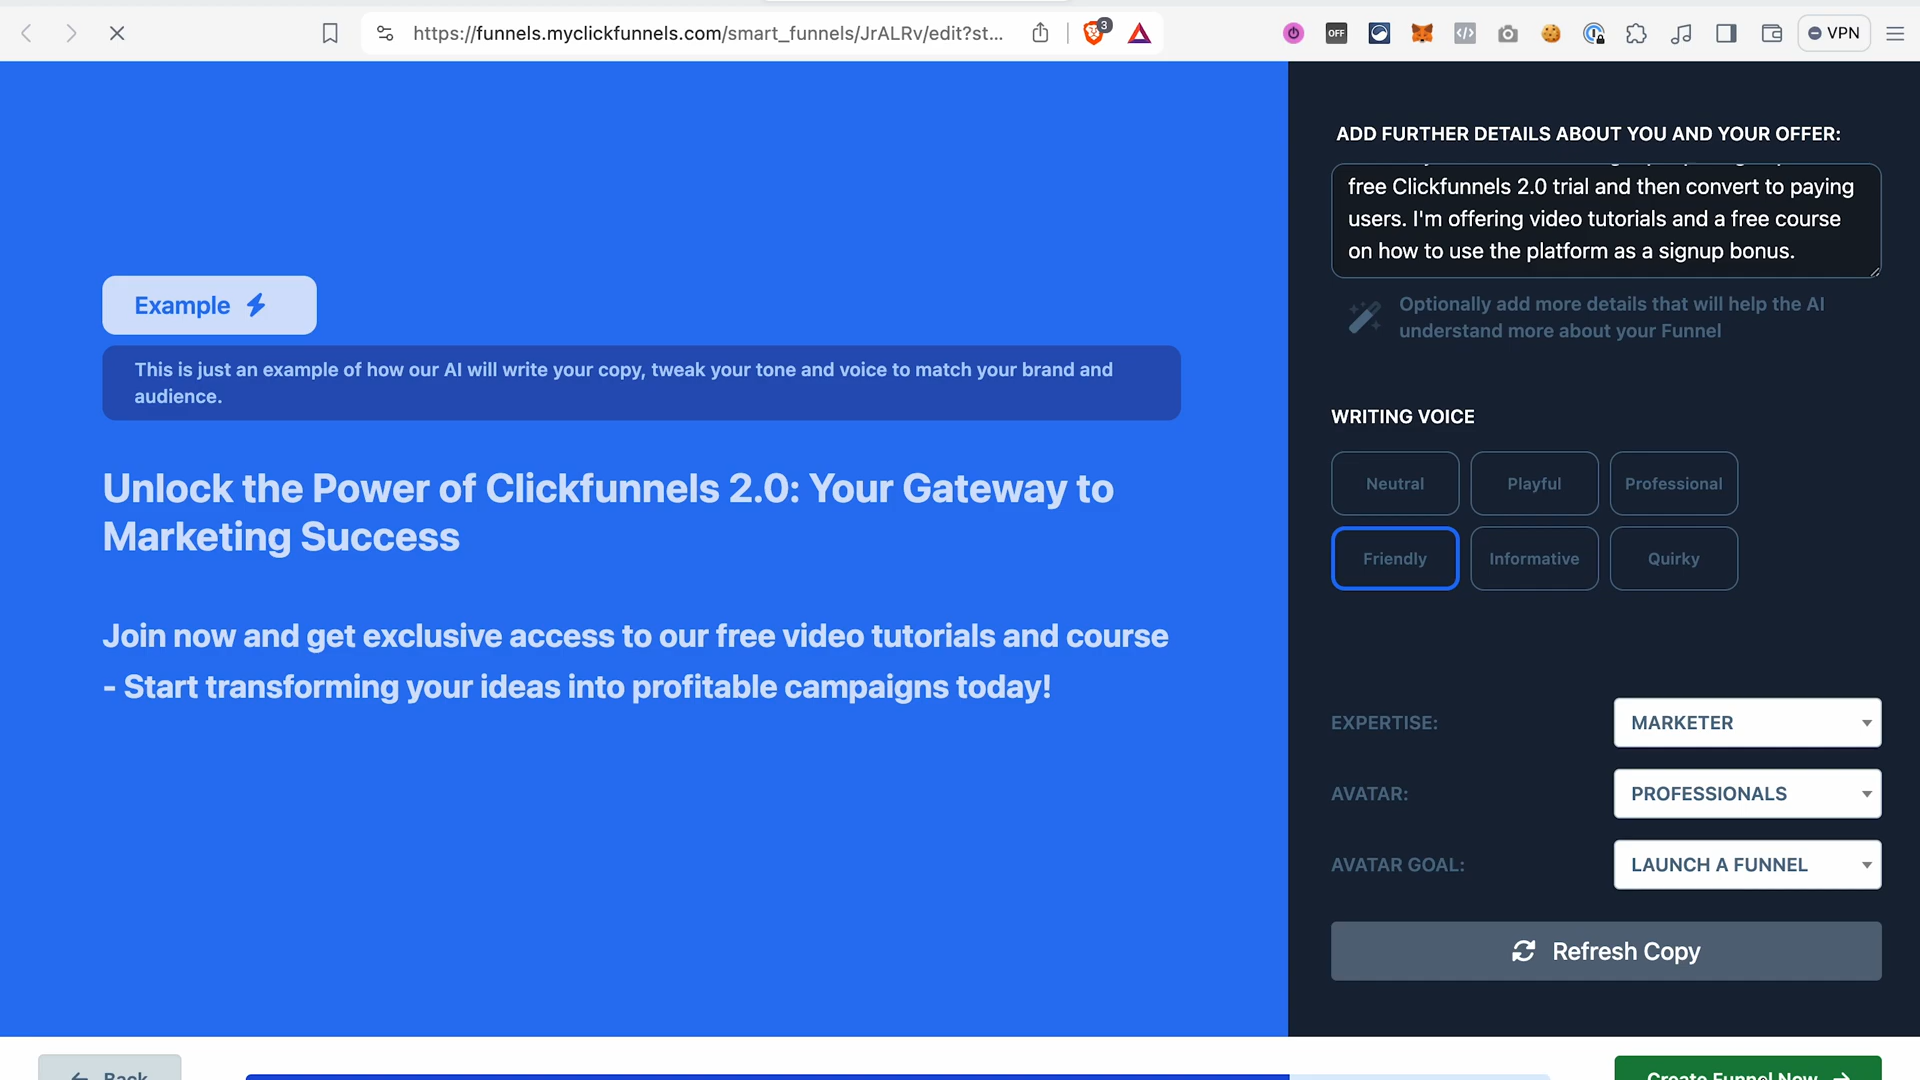 https://funnels.myclickfunnels.com/smart_funnels/JrALRv/edit?st...
3
OFF
VPN
Example
This is just an example of how our AI will write your copy, tweak your tone and voice to match your brand and
audience.
Unlock the Power of Clickfunnels 2.0: Your Gateway to
Marketing Success
Join now and get exclusive access to our free video tutorials and course
- Start transforming your ideas into profitable campaigns today!
ADD FURTHER DETAILS ABOUT YOU AND YOUR OFFER:
free Clickfunnels 2.0 trial and then convert to paying
users. I'm offering video tutorials and a free course
on how to use the platform as a signup bonus.
Optionally add more details that will help the AI
understand more about your Funnel
WRITING VOICE
Neutral
Playful
Professional
Friendly
Informative
Quirky
EXPERTISE:
MARKETER
AVATAR:
PROFESSIONALS
AVATAR GOAL:
LAUNCH A FUNNEL
Refresh Copy
Back
Create Funnel Now